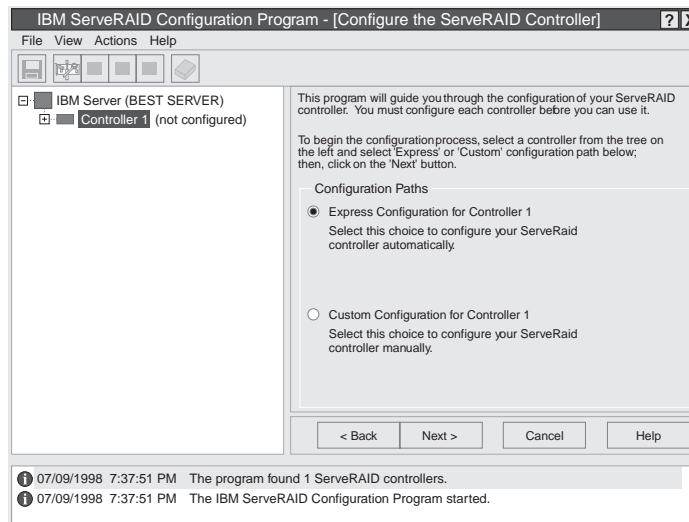 IBM ServeRAID Configuration Program - [Configure the ServeRAID Controller] ?
File View Actions Help
IBM Server (BEST SERVER)
Controller 1 (not configured)
This program will guide you through the configuration of your ServeRAID
controller. You must configure each controller before you can use it.
To begin the configuration process, select a controller from the tree on
the left and select 'Express' or 'Custom' configuration path below;
then, click on the 'Next' button.
Configuration Paths
Express Configuration for Controller 1
Select this choice to configure your ServeRaid
controller automatically.
Custom Configuration for Controller 1
Select this choice to configure your ServeRaid
controller manually.
< Back Next > Cancel Help
07/09/1998 7:37:51 PM The program found 1 ServeRAID controllers.
07/09/1998 7:37:51 PM The IBM ServeRAID Configuration Program started.